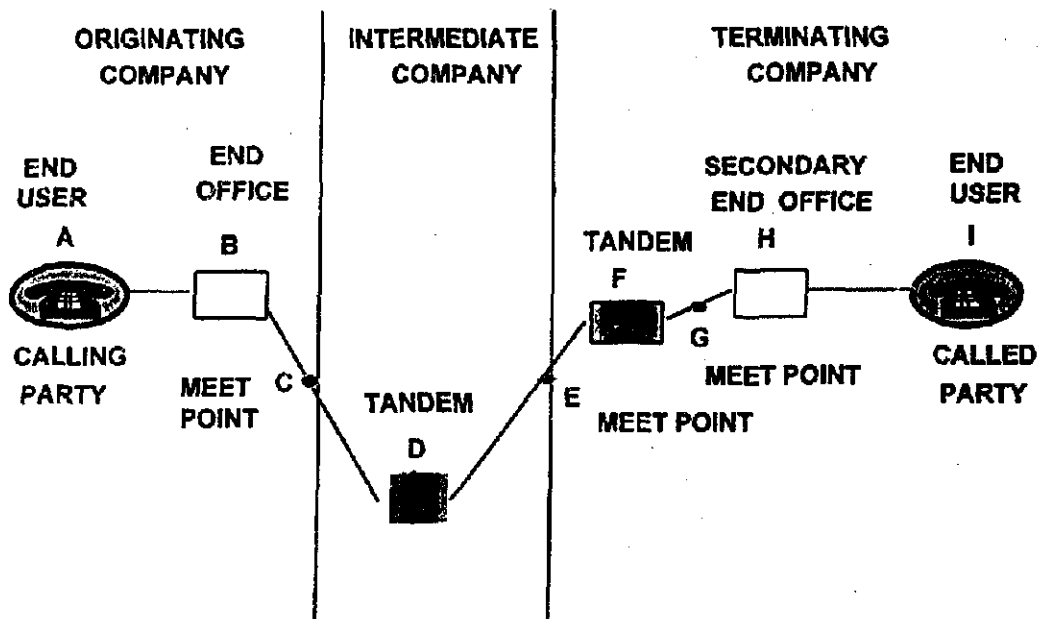 ORIGINATING
COMPANY
INTERMEDIATE
COMPANY
TERMINATING
COMPANY
END
USER
A
END
OFFICE
B
TANDEM
F
SECONDARY
END OFFICE
H
END
USER
I
CALLING
PARTY
MEET
POINT
C
TANDEM
D
E
MEET POINT
G
MEET POINT
CALLED
PARTY